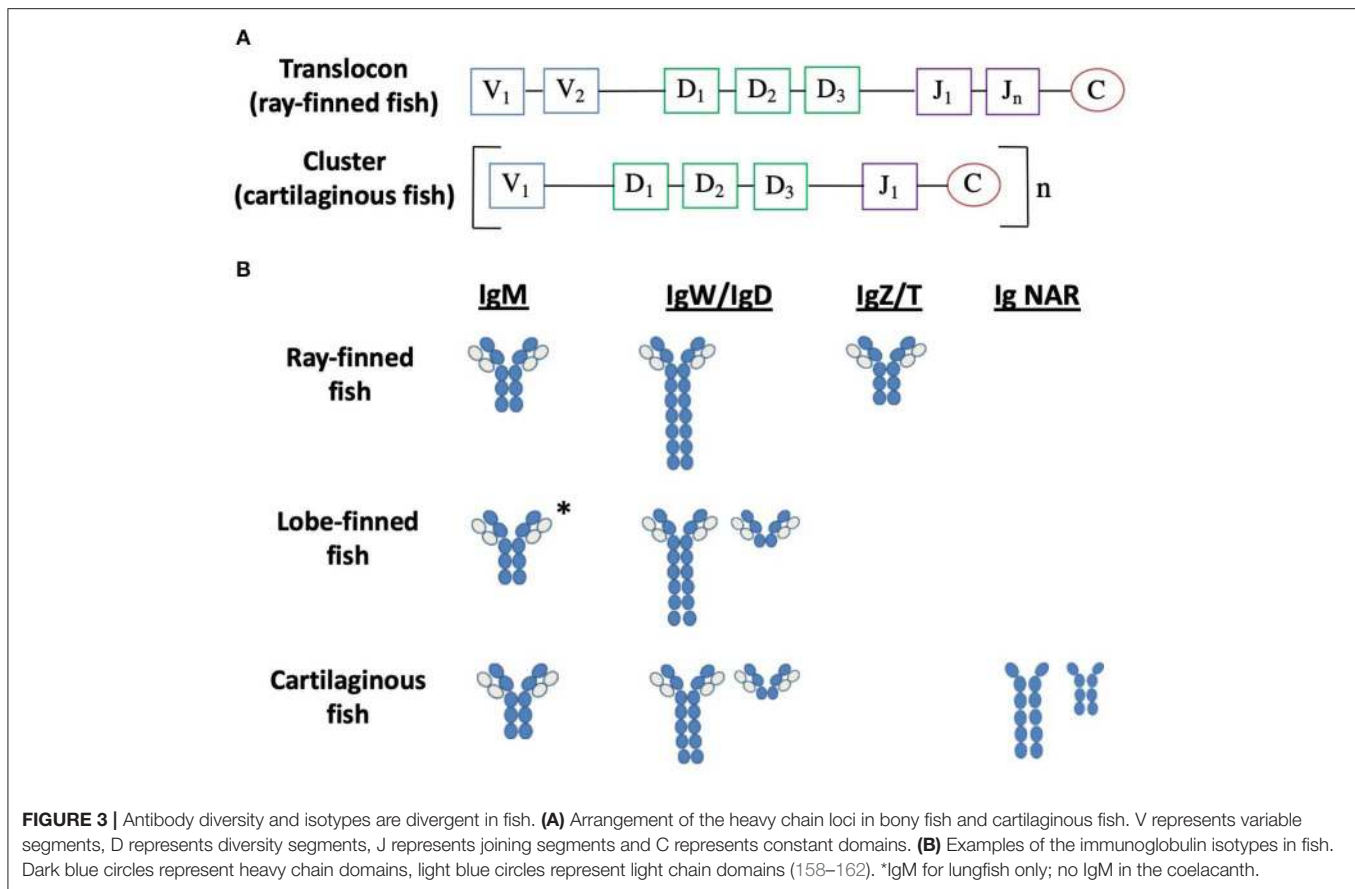 A
Translocon
(ray-finned fish)
V1 V2 D1 D2 D3 J1 Jn C
Cluster
(cartilaginous fish)
V1 D1 D2 D3 J1 C n
B
IgM IgW/IgD IgZ/T Ig NAR
Ray-finned
fish
Lobe-finned
fish
*
Cartilaginous
fish
FIGURE 3 | Antibody diversity and isotypes are divergent in fish. (A) Arrangement of the heavy chain loci in bony fish and cartilaginous fish. V represents variable
segments, D represents diversity segments, J represents joining segments and C represents constant domains. (B) Examples of the immunoglobulin isotypes in fish.
Dark blue circles represent heavy chain domains, light blue circles represent light chain domains (158–162). *IgM for lungfish only; no IgM in the coelacanth.